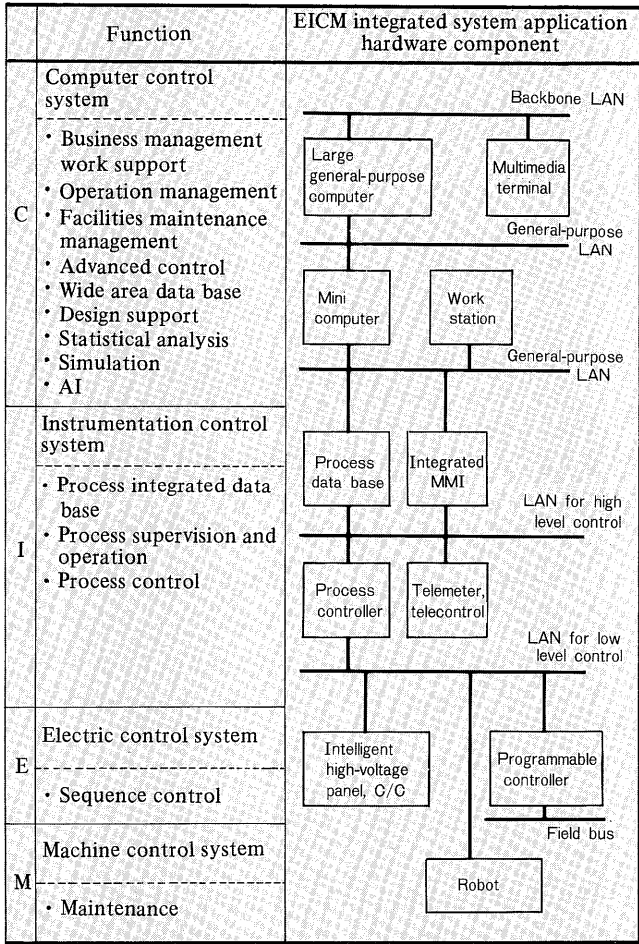 Function
EICM integrated system application
hardware component
C
Computer control
system
· Business management
work support
· Operation management
· Facilities maintenance
management
· Advanced control
· Wide area data base
· Design support
· Statistical analysis
· Simulation
· AI
Backbone LAN
Large
general-purpose
computer
Multimedia
terminal
General-purpose
LAN
Mini
computer
Work
station
General-purpose
LAN
I
Instrumentation control
system
· Process integrated data
base
· Process supervision and
operation
· Process control
Process
data base
Integrated
MMI
LAN for high
level control
Process
controller
Telemeter,
telecontrol
LAN for low
level control
E
Electric control system
· Sequence control
Intelligent
high-voltage
panel, C/C
Programmable
controller
Field bus
M
Machine control system
· Maintenance
Robot